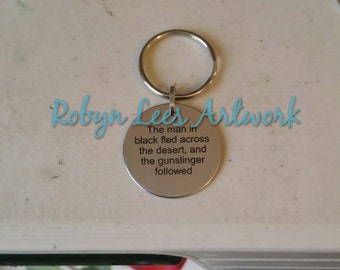 Robyn Lees Artwork
The man in
black fled across
the desert, and
the gunslinger
followed